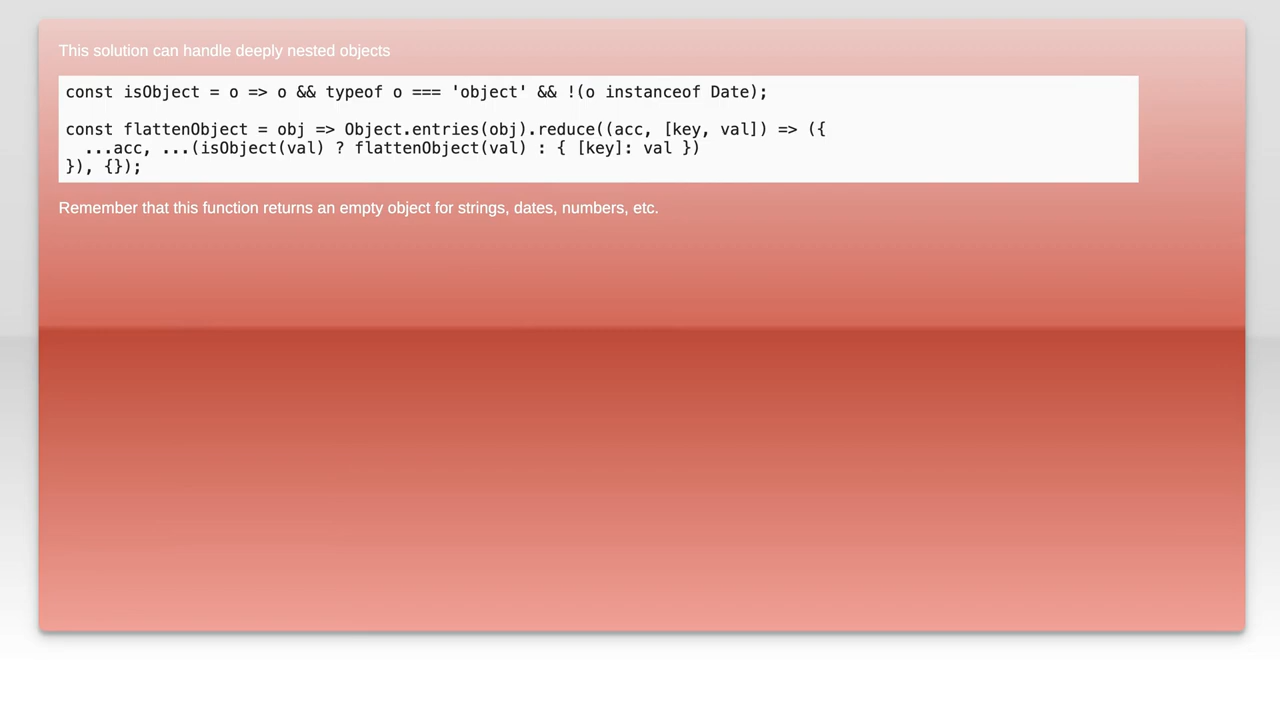 This solution can handle deeply nested objects
const isObject = o => o && typeof o === 'object' && !(o instanceof Date);
const flattenObject = obj => Object.entries(obj).reduce((acc, [key, val]) => ({
  ...acc, ...(isObject(val) ? flattenObject(val) : { [key]: val })
}), {});
Remember that this function returns an empty object for strings, dates, numbers, etc.